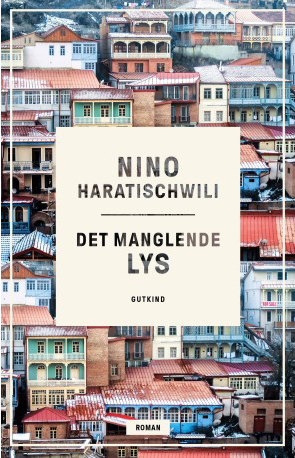 NINO
HARATISCHWILI
DET MANGLENDE
LYS
GUTKIND
ROMAN